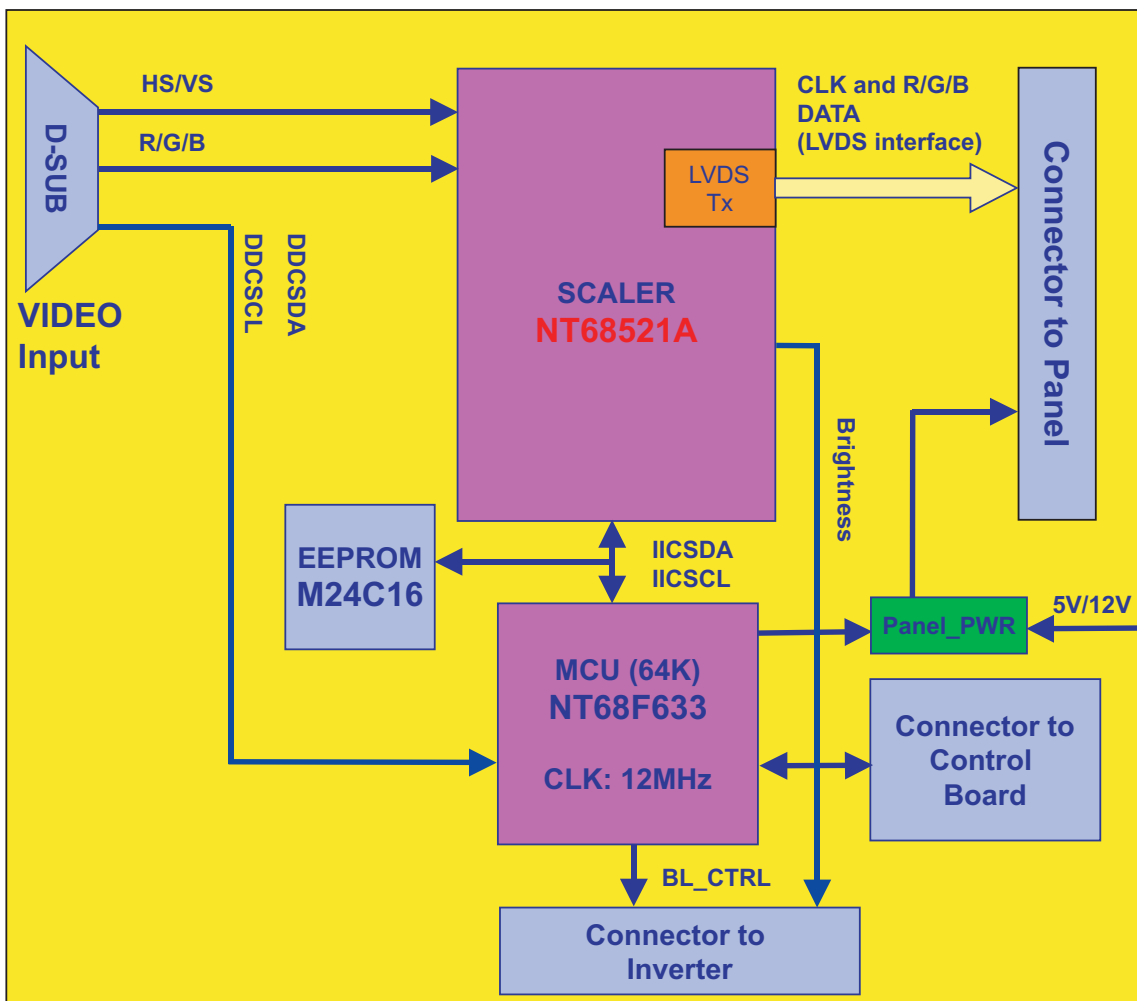 HS/VS
R/G/B
D-SUB
VIDEO
Input
DDCSDA
DDCSCL
CLK and R/G/B
DATA
(LVDS interface)
LVDS
Tx
SCALER
NT68521A
Connector to Panel
Brightness
EEPROM
M24C16
IICSDA
IICSCL
5V/12V
Panel_PWR
MCU (64K)
NT68F633
CLK: 12MHz
Connector to
Control
Board
BL_CTRL
Connector to
Inverter